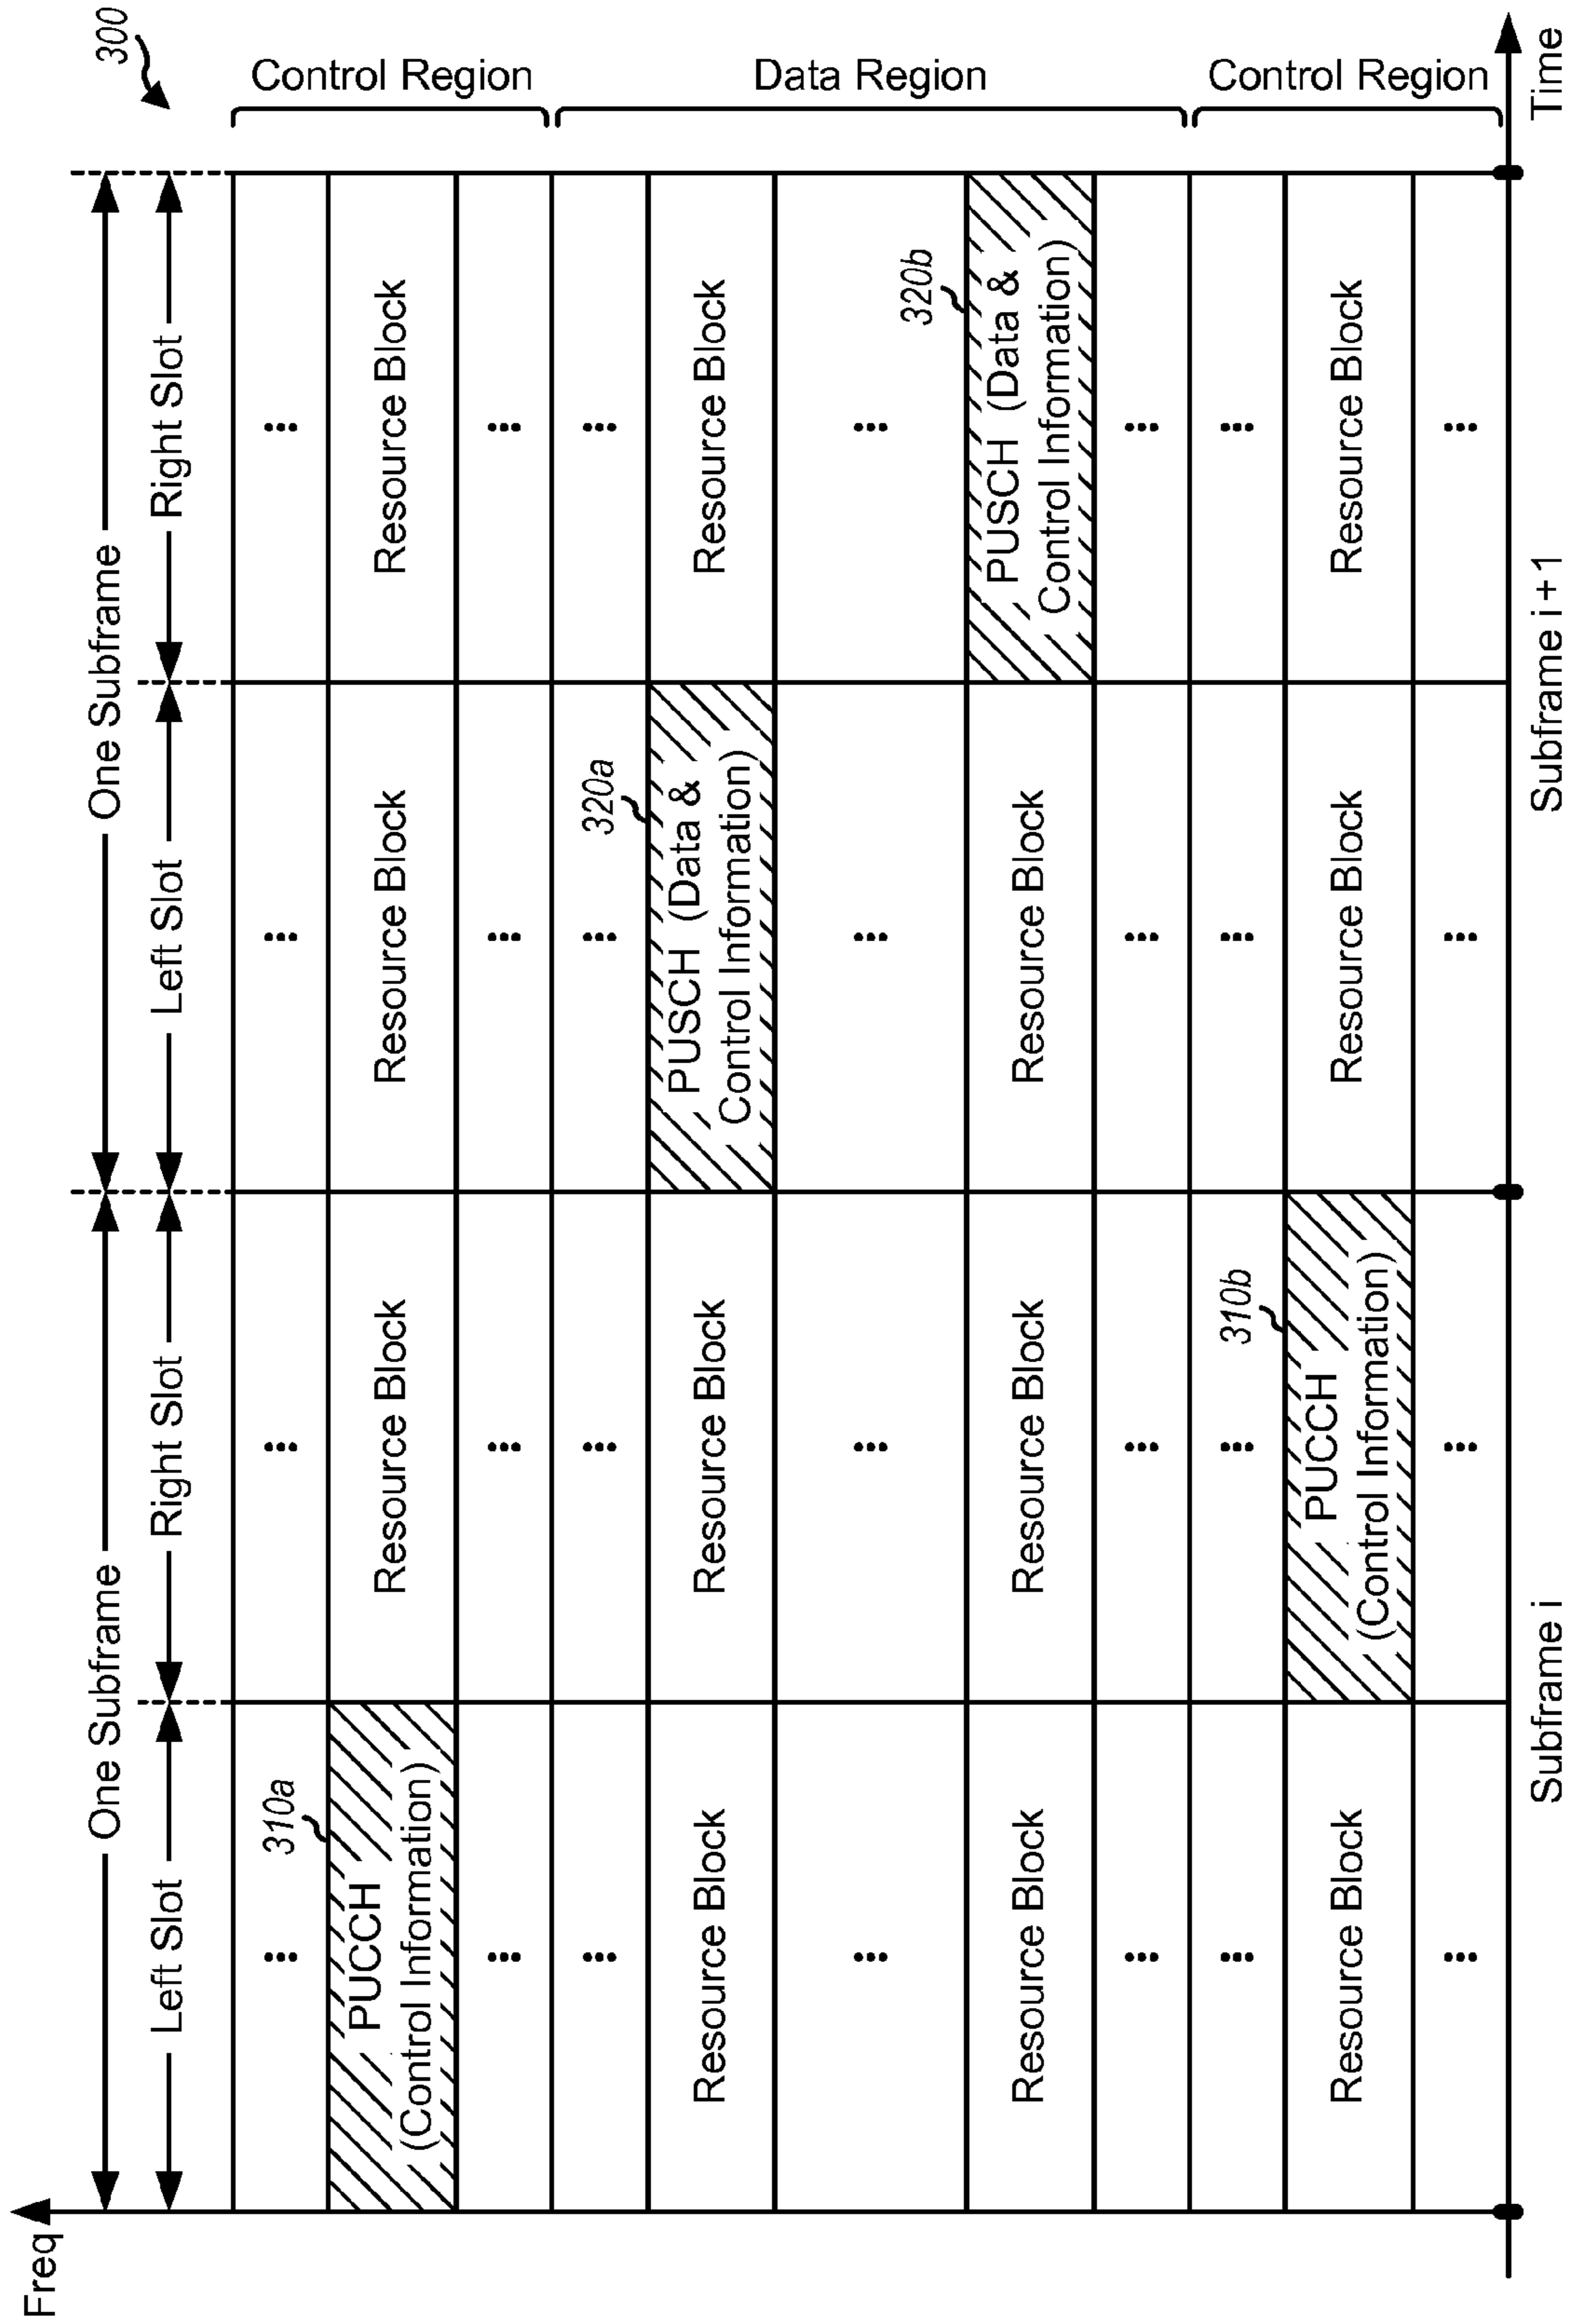 300
One Subframe
One Subframe
Left Slot
Right Slot
Left Slot
Right Slot
Freq
310a
...
...
...
...
PUCCH
(Control Information)
Resource Block
Resource Block
Resource Block
Control Region
...
...
...
...
320a
...
...
...
...
Resource Block
Resource Block
PUSCH (Data &
Control Information)
Resource Block
...
...
...
...
Data Region
320b
Resource Block
Resource Block
Resource Block
PUSCH (Data &
Control Information)
...
...
...
...
310b
...
...
...
...
Resource Block
PUCCH
(Control Information)
Resource Block
Resource Block
Control Region
...
...
...
...
Subframe i
Subframe i + 1
Time